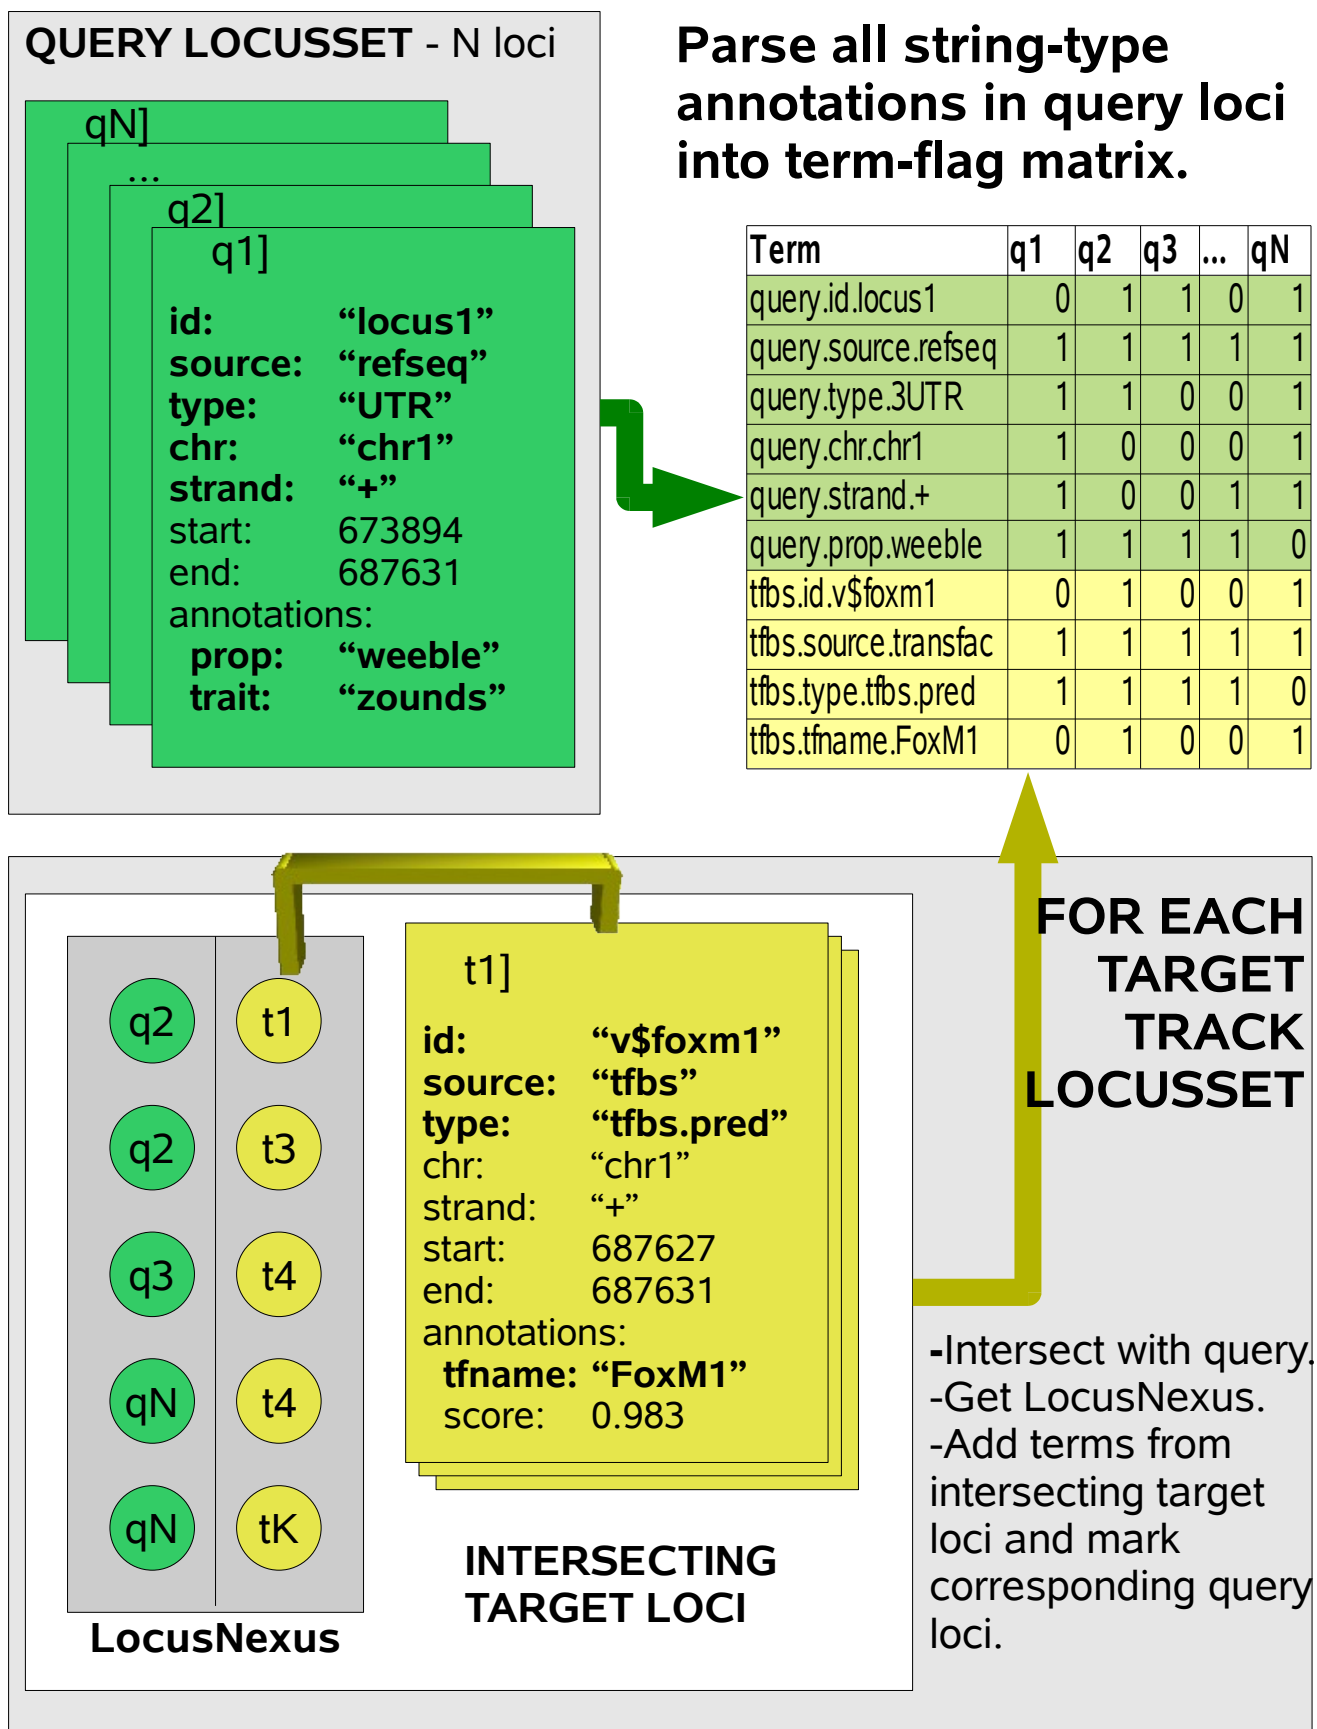 QUERY LOCUSSET - N loci
qN]
...
q2]
q1]
id: “locus1”
source: “refseq”
type: “UTR”
chr: “chr1”
strand: “+”
start: 673894
end: 687631
annotations:
prop: “weeble”
trait: “zounds”
Parse all string-type
annotations in query loci
into term-flag matrix.
Term q1 q2 q3 ... qN
query.id.locus1 0 1 1 0 1
query.source.refseq 1 1 1 1 1
query.type.3UTR 1 1 0 0 1
query.chr.chr1 1 0 0 0 1
query.strand.+ 1 0 0 1 1
query.prop.weeble 1 1 1 1 0
tfbs.id.v$foxm1 0 1 0 0 1
tfbs.source.transfac 1 1 1 1 1
tfbs.type.tfbs.pred 1 1 1 1 0
tfbs.tfname.FoxM1 0 1 0 0 1
q2 t1
q2 t3
q3 t4
qN t4
qN tK
LocusNexus
t1]
id: “v$foxm1”
source: “tfbs”
type: “tfbs.pred”
chr: “chr1”
strand: “+”
start: 687627
end: 687631
annotations:
tfname: “FoxM1”
score: 0.983
INTERSECTING
TARGET LOCI
FOR EACH
TARGET
TRACK
LOCUSSET
-Intersect with query.
-Get LocusNexus.
-Add terms from
intersecting target
loci and mark
corresponding query
loci.